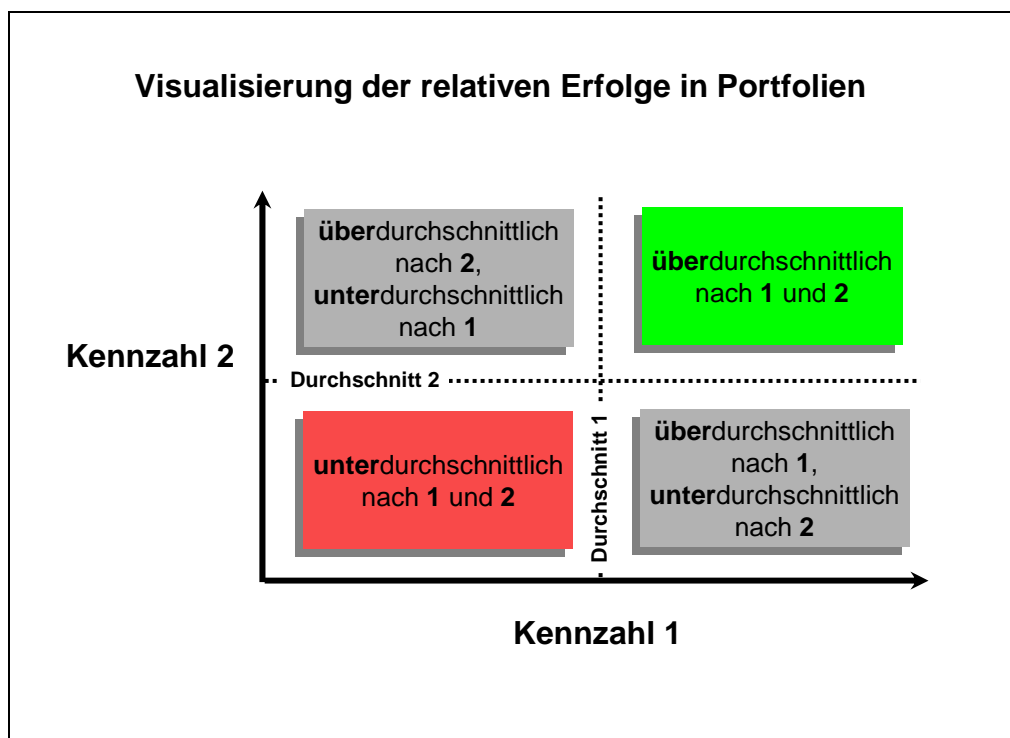 Visualisierung der relativen Erfolge in Portfolien
überdurchschnittlich
nach 2,
unterdurchschnittlich
nach 1
überdurchschnittlich
nach 1 und 2
Kennzahl 2
Durchschnitt 2
unterdurchschnittlich
nach 1 und 2
Durchschnitt 1
überdurchschnittlich
nach 1,
unterdurchschnittlich
nach 2
Kennzahl 1